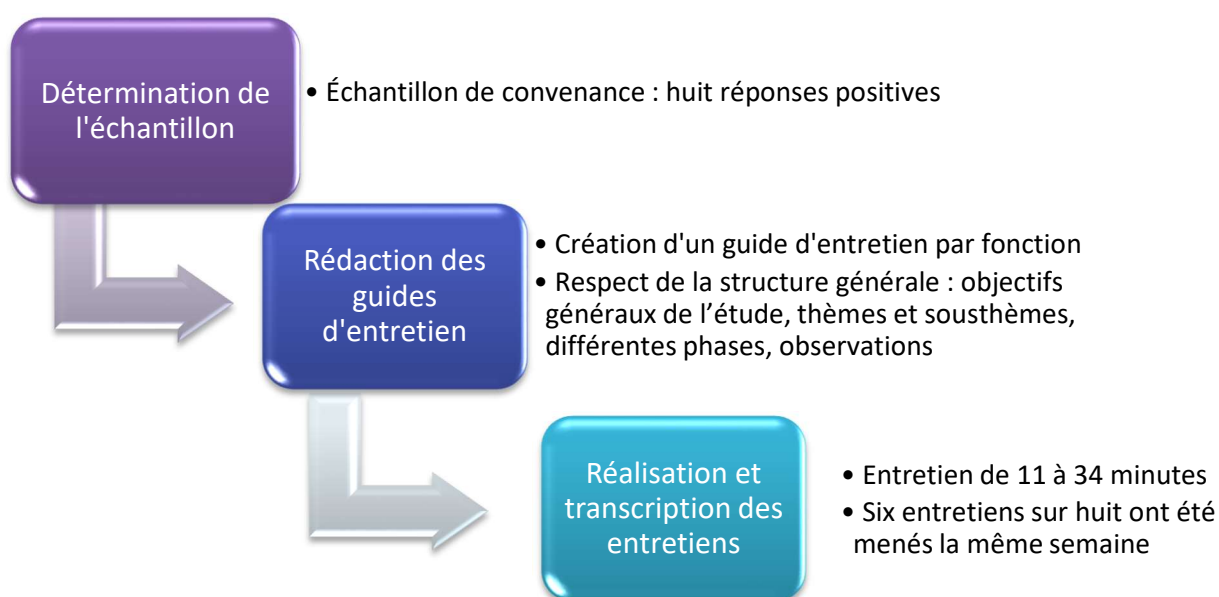 Détermination de
l'échantillon
• Échantillon de convenance : huit réponses positives
Rédaction des
guides
d'entretien
• Création d'un guide d'entretien par fonction
• Respect de la structure générale : objectifs
généraux de l’étude, thèmes et sousthèmes,
différentes phases, observations
Réalisation et
transcription des
entretiens
• Entretien de 11 à 34 minutes
• Six entretiens sur huit ont été
menés la même semaine